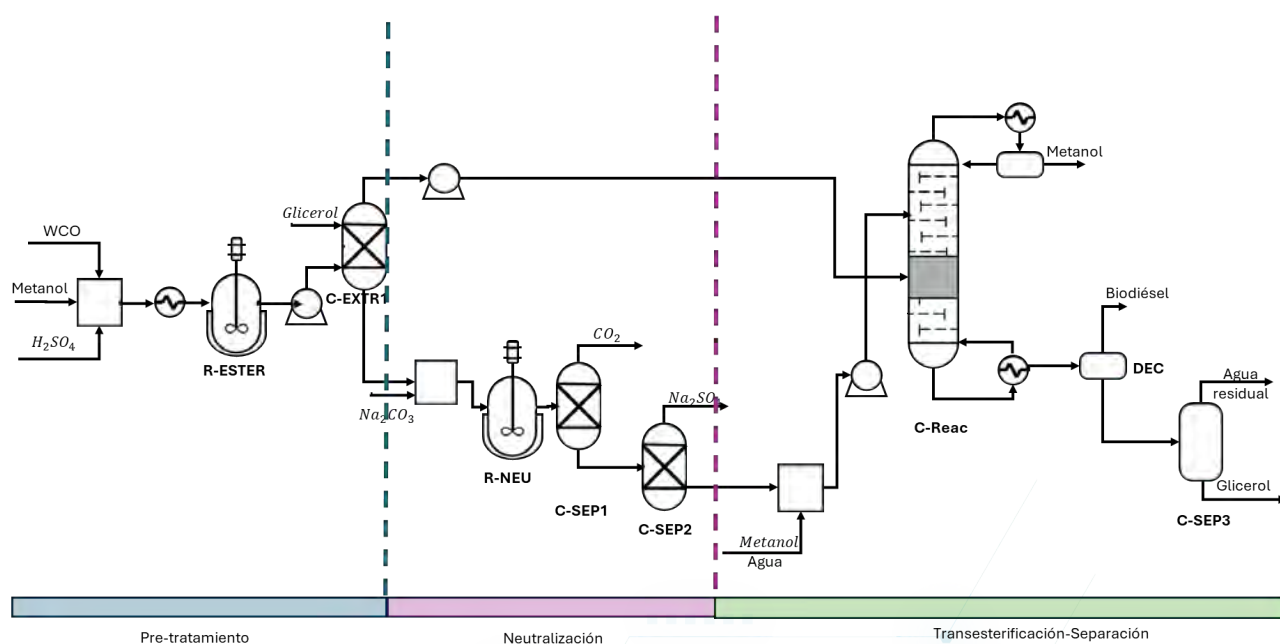 WCO
Metanol
H₂SO₄
R-ESTER
Glicerol
C-EXTR1
Na₂CO₃
R-NEU
CO₂
C-SEP1
Na₂SO
C-SEP2
Metanol
Agua
Metanol
C-Reac
Biodiésel
DEC
Agua
residual
Glicerol
C-SEP3
Pre-tratamiento
Neutralización
Transesterificación-Separación